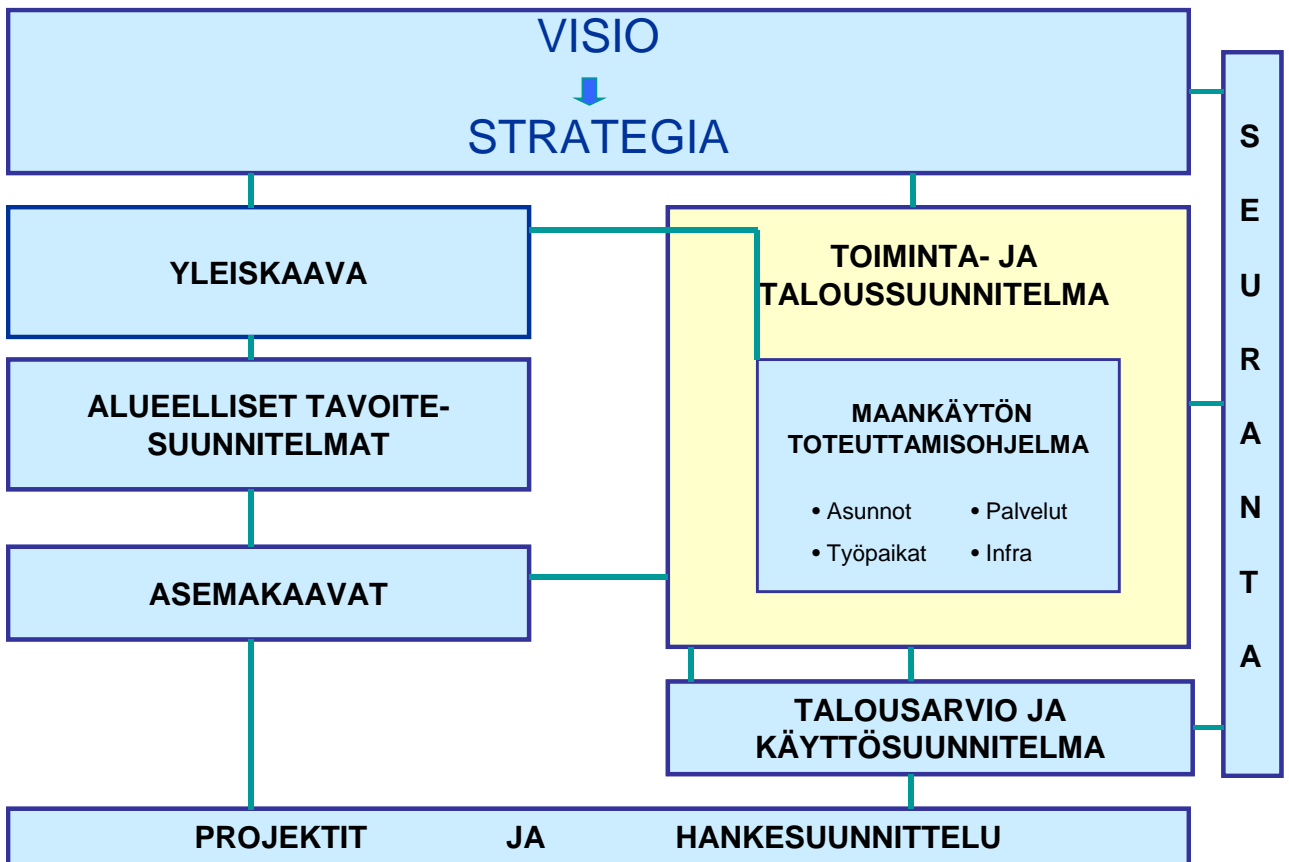 VISIO
STRATEGIA
YLEISKAAVA
ALUEELLISET TAVOITE-
SUUNNITELMAT
ASEMAKAAVAT
TOIMINTA- JA
TALOUSSUUNNITELMA
MAANKÄYTÖN
TOTEUTTAMISOHJELMA
• Asunnot • Palvelut
• Työpaikat • Infra
TALOUSARVIO JA
KÄYTTÖSUUNNITELMA
PROJEKTIT JA HANKESUUNNITTELU
S
E
U
R
A
N
T
A